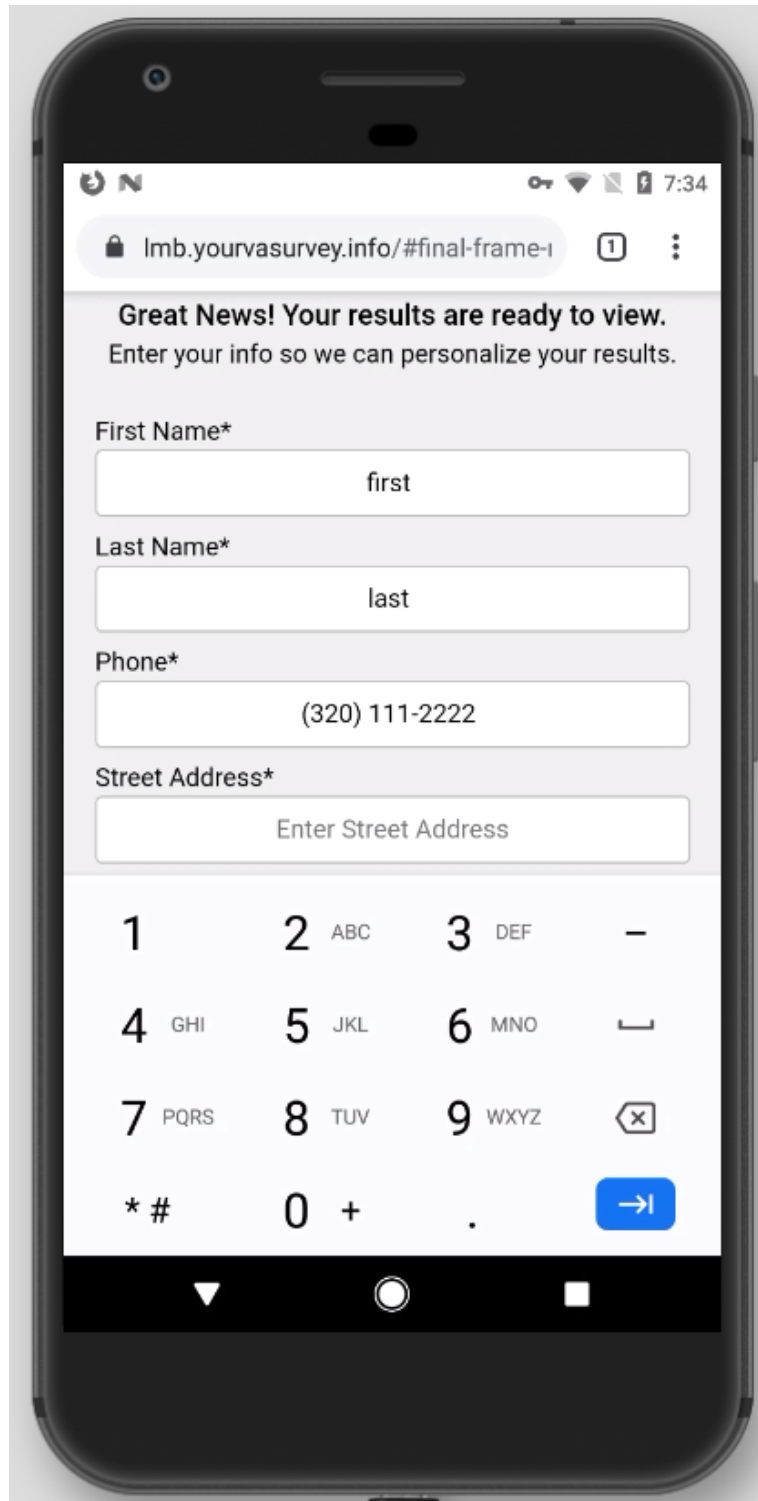 7:34
lmb.yourvasurvey.info/#final-frame-
1
Great News! Your results are ready to view.
Enter your info so we can personalize your results.
First Name*
first
Last Name*
last
Phone*
(320) 111-2222
Street Address*
Enter Street Address
1 2 ABC 3 DEF –
4 GHI 5 JKL 6 MNO
7 PQRS 8 TUV 9 WXYZ
* # 0 + .